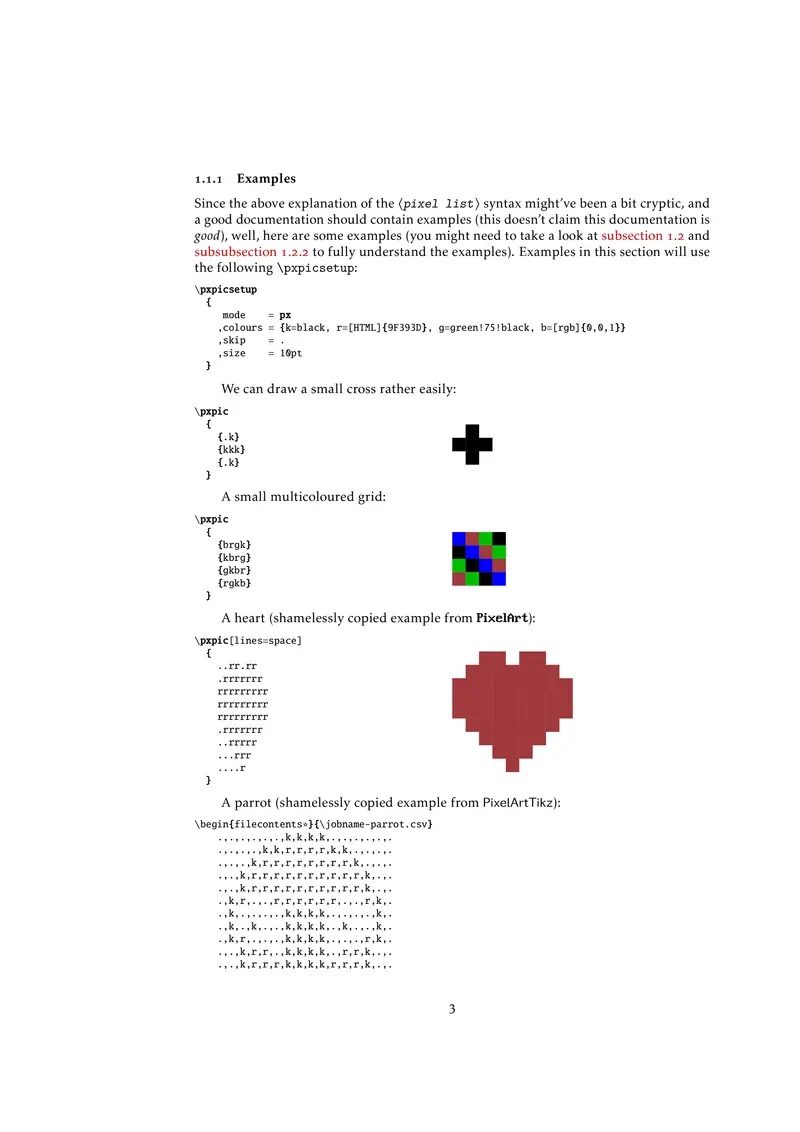 1.1.1 Examples
Since the above explanation of the ⟨pixel list⟩ syntax might’ve been a bit cryptic, and
a good documentation should contain examples (this doesn’t claim this documentation is
good), well, here are some examples (you might need to take a look at subsection 1.2 and
subsubsection 1.2.2 to fully understand the examples). Examples in this section will use
the following \pxpicsetup:
\pxpicsetup
{
mode = px
,colours = {k=black, r=[HTML]{9F393D}, g=green!75!black, b=[rgb]{0,0,1}}
,skip = .
,size = 10pt
}
We can draw a small cross rather easily:
\pxpic
{
{.k}
{kkk}
{.k}
}
A small multicoloured grid:
\pxpic
{
{brgk}
{kbrg}
{gkbr}
{rgkb}
}
A heart (shamelessly copied example from PixelArt):
\pxpic[lines=space]
{
..rr.rr
.rrrrrrr
rrrrrrrrr
rrrrrrrrr
rrrrrrrrr
.rrrrrrr
..rrrrr
...rrr
....r
}
A parrot (shamelessly copied example from PixelArtTikz):
\begin{filecontents*}{\jobname-parrot.csv}
.,.,.,.,.,.,k,k,k,k,.,.,.,.,.,.
.,.,.,.,k,k,r,r,r,r,k,k,.,.,.,.
.,.,.,k,r,r,r,r,r,r,r,r,k,.,.,.
.,.,k,r,r,r,r,r,r,r,r,r,r,k,.,.
.,.,k,r,r,r,r,r,r,r,r,r,r,k,.,.
.,k,r,.,.,r,r,r,r,r,r,.,.,r,k,.
.,k,.,.,.,.,k,k,k,k,.,.,.,.,k,.
.,k,.,k,.,.,k,k,k,k,.,k,.,.,k,.
.,k,r,.,.,.,k,k,k,k,.,.,.,r,k,.
.,.,k,r,r,.,k,k,k,k,.,r,r,k,.,.
.,.,k,r,r,r,k,k,k,k,r,r,r,k,.,.
3